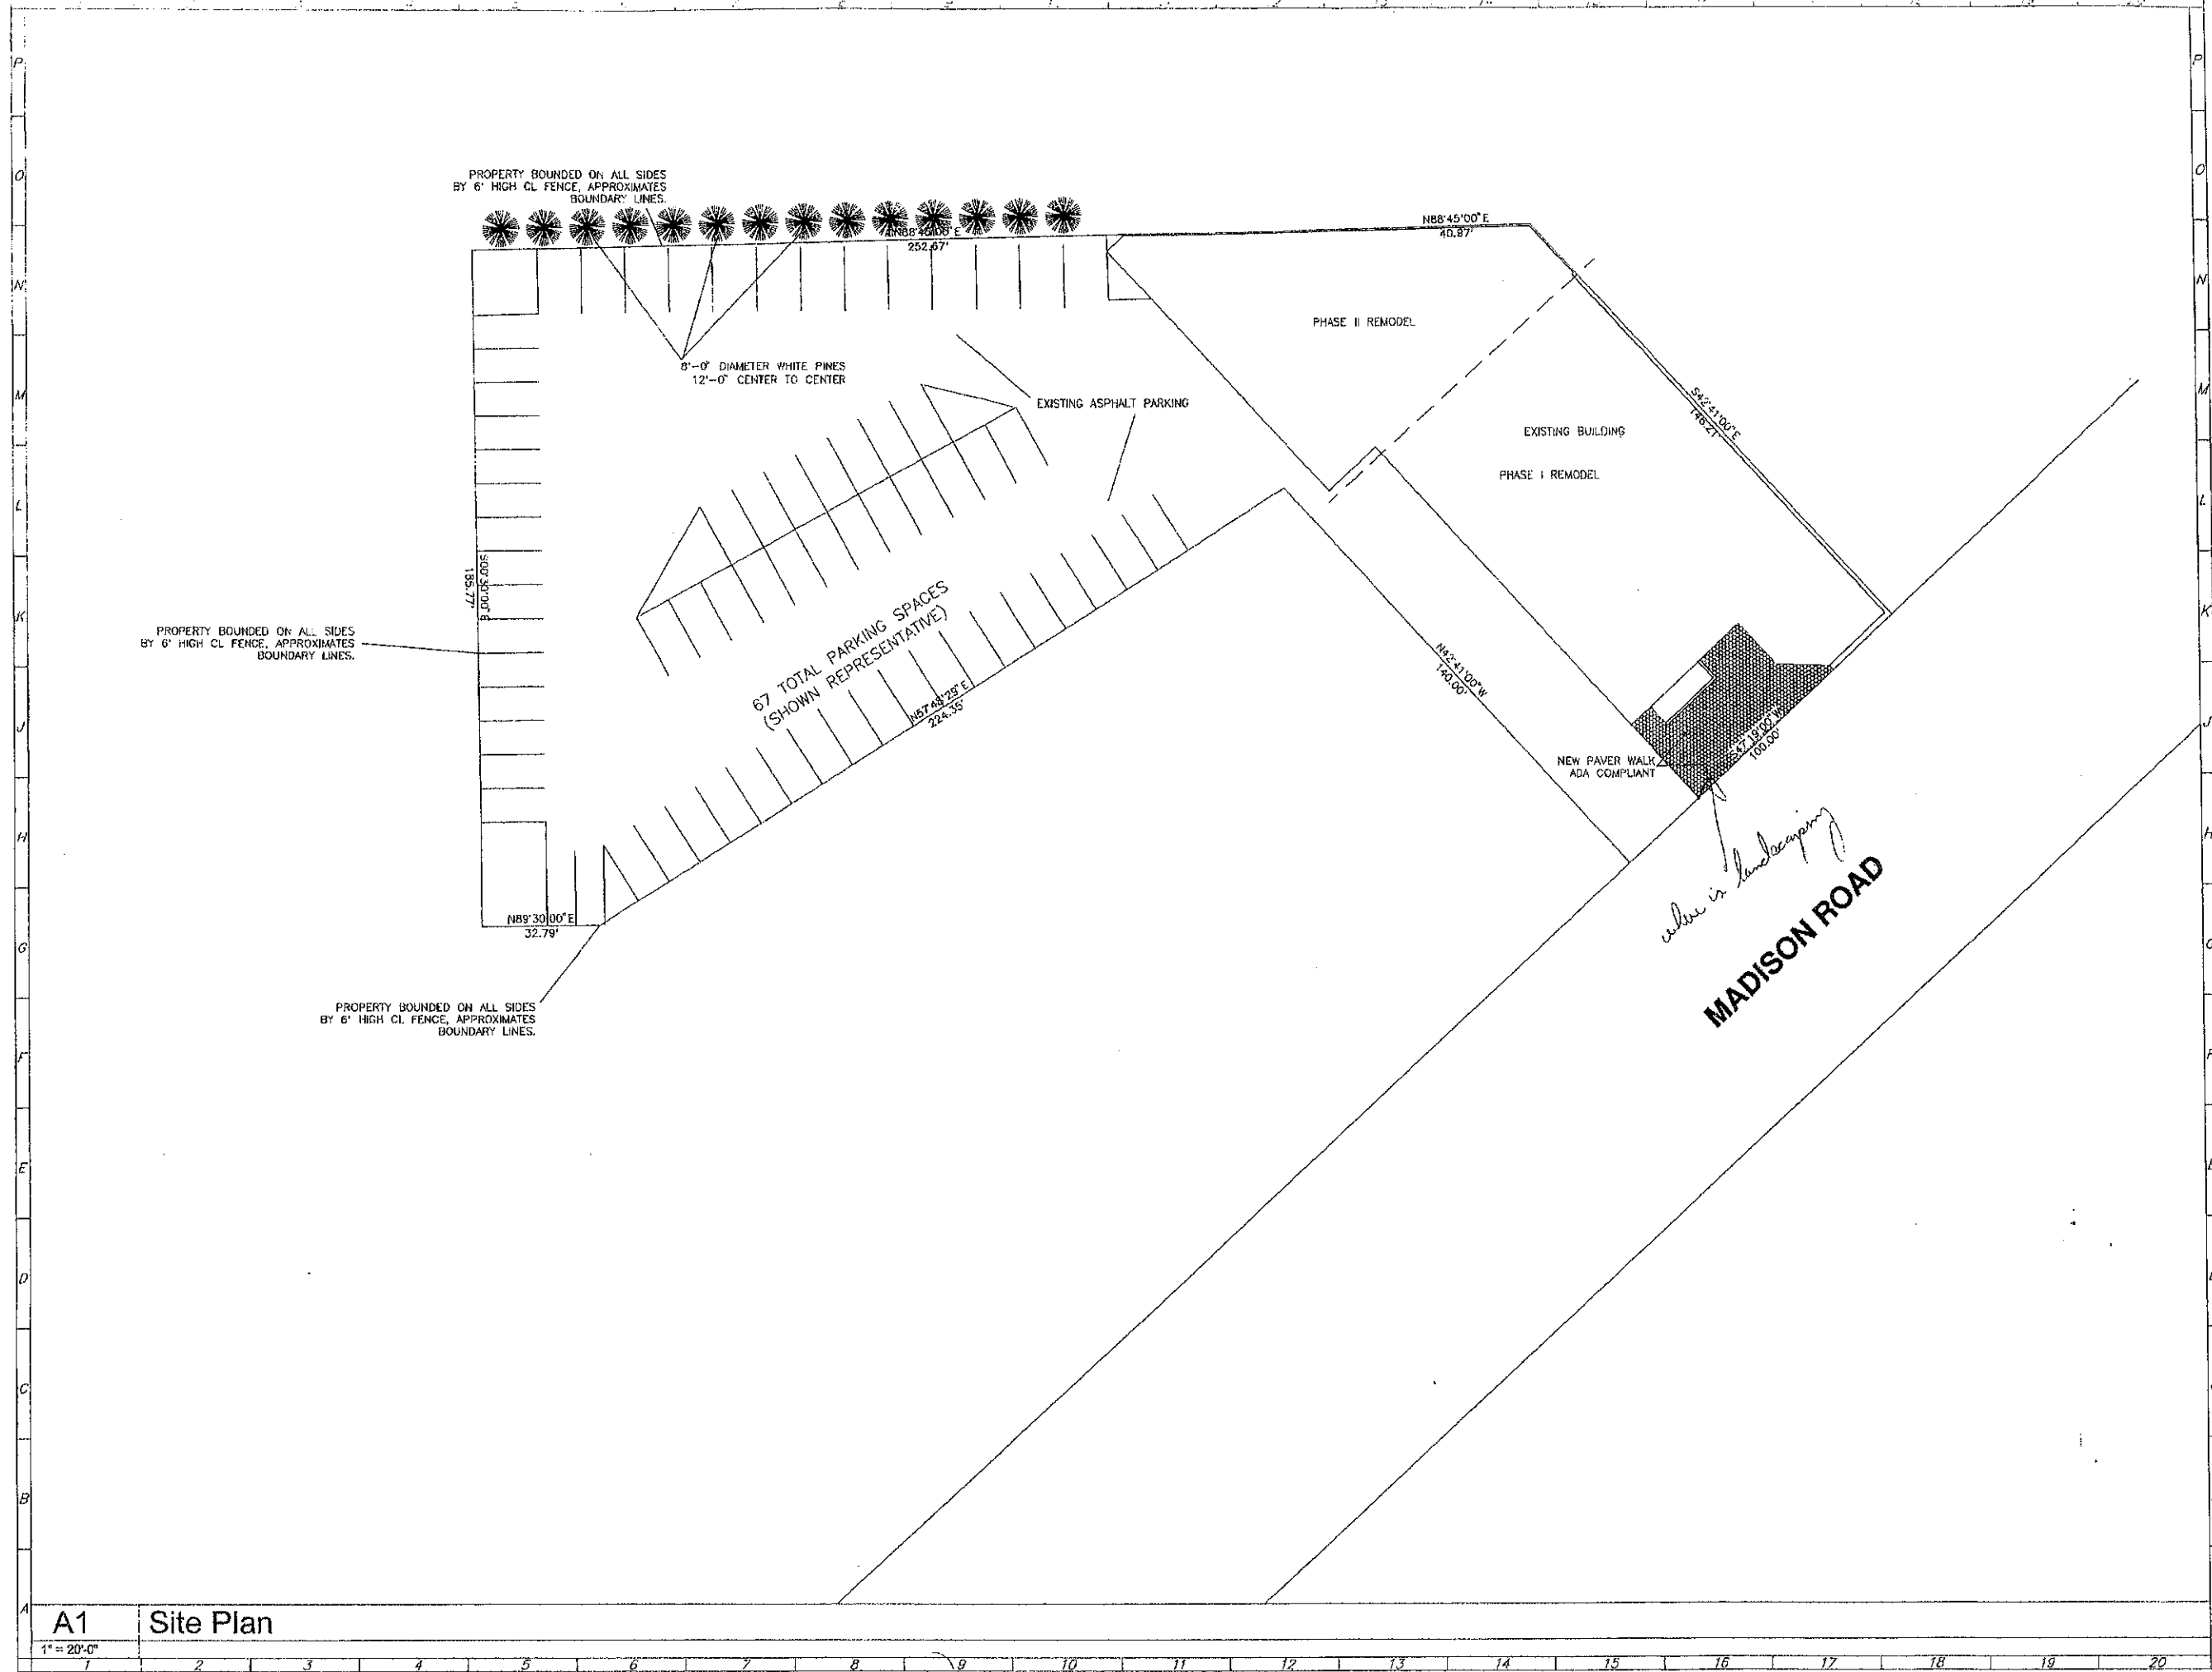 PROPERTY BOUNDED ON ALL SIDES
BY 6' HIGH CL FENCE, APPROXIMATES
BOUNDARY LINES.
252.67'
N88°45'00" E
40.97'
PHASE II REMODEL
8'-0" DIAMETER WHITE PINES
12'-0" CENTER TO CENTER
EXISTING ASPHALT PARKING
S42°41'00" E
146.21'
EXISTING BUILDING
PHASE I REMODEL
S00°30'00" E
185.77'
67 TOTAL PARKING SPACES
(SHOWN REPRESENTATIVE)
PROPERTY BOUNDED ON ALL SIDES
BY 6' HIGH CL FENCE, APPROXIMATES
BOUNDARY LINES.
N57°48'29" E
224.35'
N42°41'00" W
140.00'
S47°19'00" W
100.00'
NEW PAVER WALK
ADA COMPLIANT
where is landscaping
MADISON ROAD
N89°30'00" E
32.79'
PROPERTY BOUNDED ON ALL SIDES
BY 6' HIGH CL FENCE, APPROXIMATES
BOUNDARY LINES.
P
O
N
M
L
K
J
H
G
F
E
D
C
B
A
P
O
N
M
L
K
J
H
A1 Site Plan
1" = 20'-0"
1 2 3 4 5 6 7 8 9 10 11 12 13 14 15 16 17 18 19 20